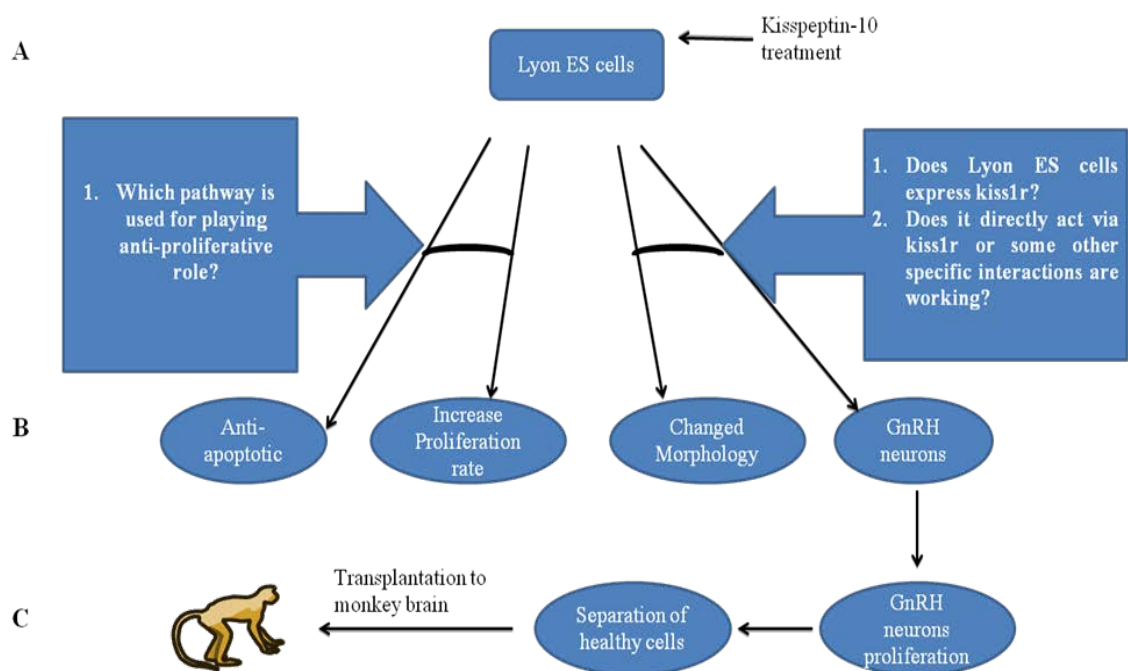 A
Lyon ES cells
Kisspeptin-10
treatment
1. Which pathway is
used for playing
anti-proliferative
role?
1. Does Lyon ES cells
express kiss1r?
2. Does it directly act via
kiss1r or some other
specific interactions are
working?
B
Anti-
apoptotic
Increase
Proliferation
rate
Changed
Morphology
GnRH
neurons
C
Transplantation to
monkey brain
Separation of
healthy cells
GnRH
neurons
proliferation